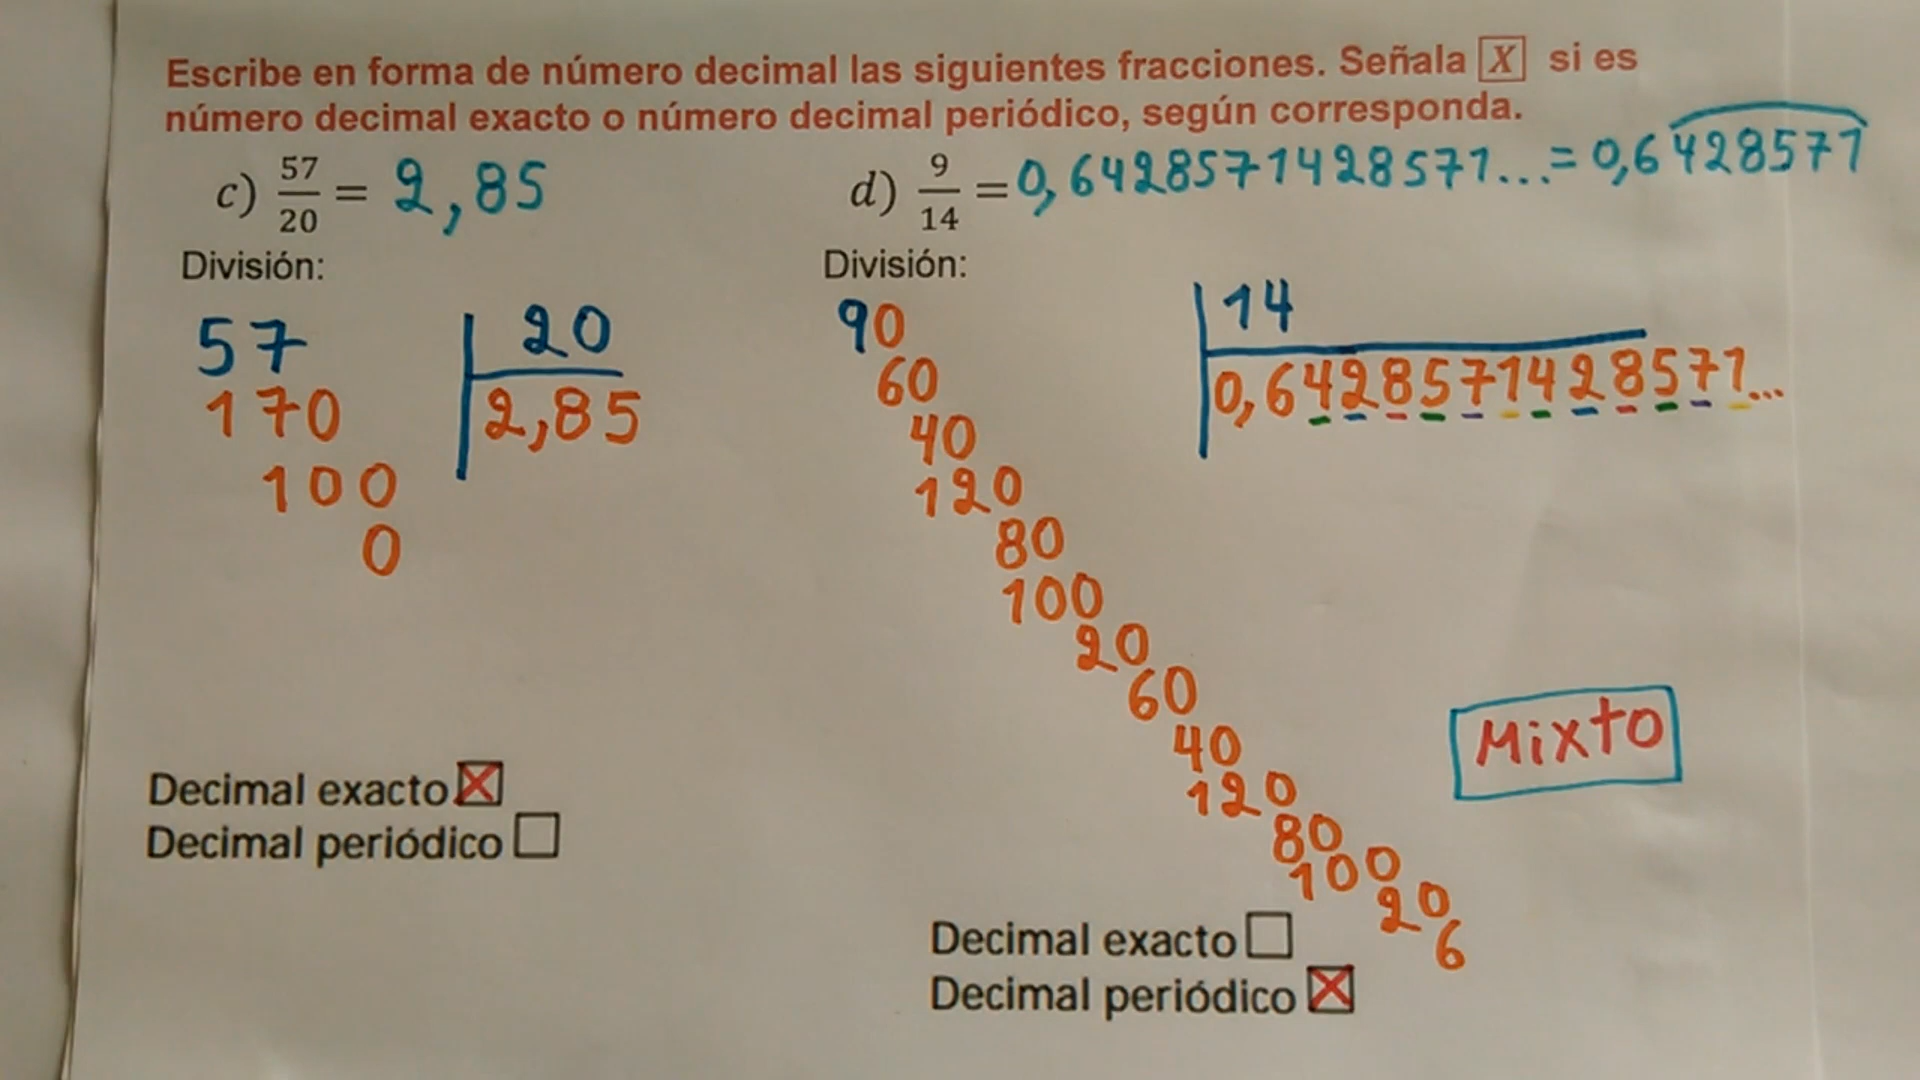 Escribe en forma de número decimal las siguientes fracciones. Señala X si es
número decimal exacto o número decimal periódico, según corresponda.
c) 57/20 = 2,85
División:
57 20
170 2,85
100
0
Decimal exacto X
Decimal periódico
d) 9/14 = 0,6428571428571...= 0,6428571
División:
90 14
60 0,6428571428571...
40
120
80
100
20
60
40
120
80
100
20
6
Mixto
Decimal exacto
Decimal periódico X